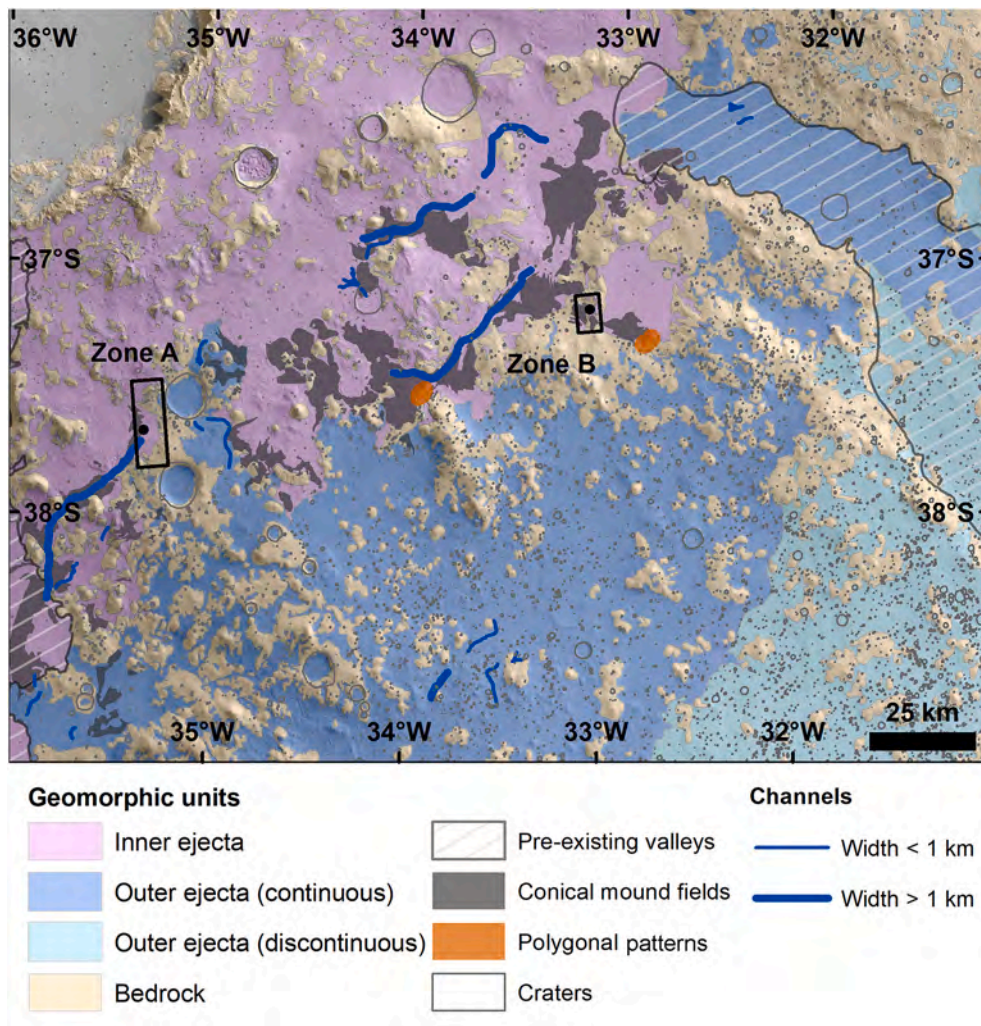 36°W 35°W 34°W 33°W 32°W
37°S 37°S
Zone A
Zone B
38°S 38°S
35°W 34°W 33°W 32°W
25 km
Geomorphic units
Inner ejecta
Outer ejecta (continuous)
Outer ejecta (discontinuous)
Bedrock
Pre-existing valleys
Conical mound fields
Polygonal patterns
Craters
Channels
Width < 1 km
Width > 1 km